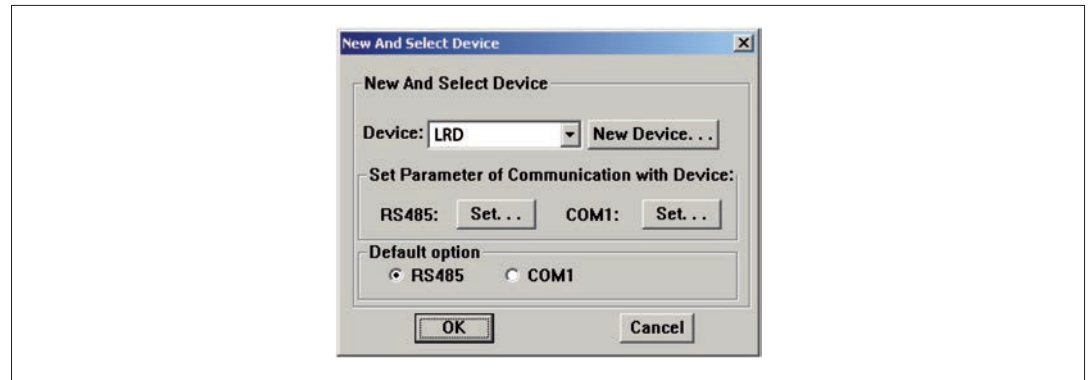 New And Select Device
New And Select Device
Device: LRD New Device. . .
Set Parameter of Communication with Device:
RS485: Set. . . COM1: Set. . .
Default option
RS485 COM1
OK Cancel